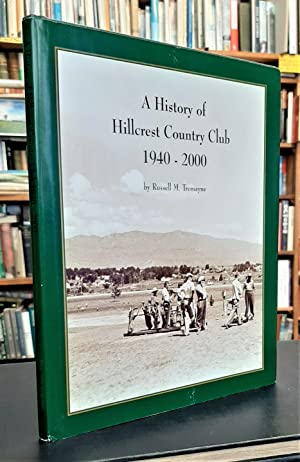 A History of
Hillcrest Country Club
1940 - 2000
by Russell M. Tremayne